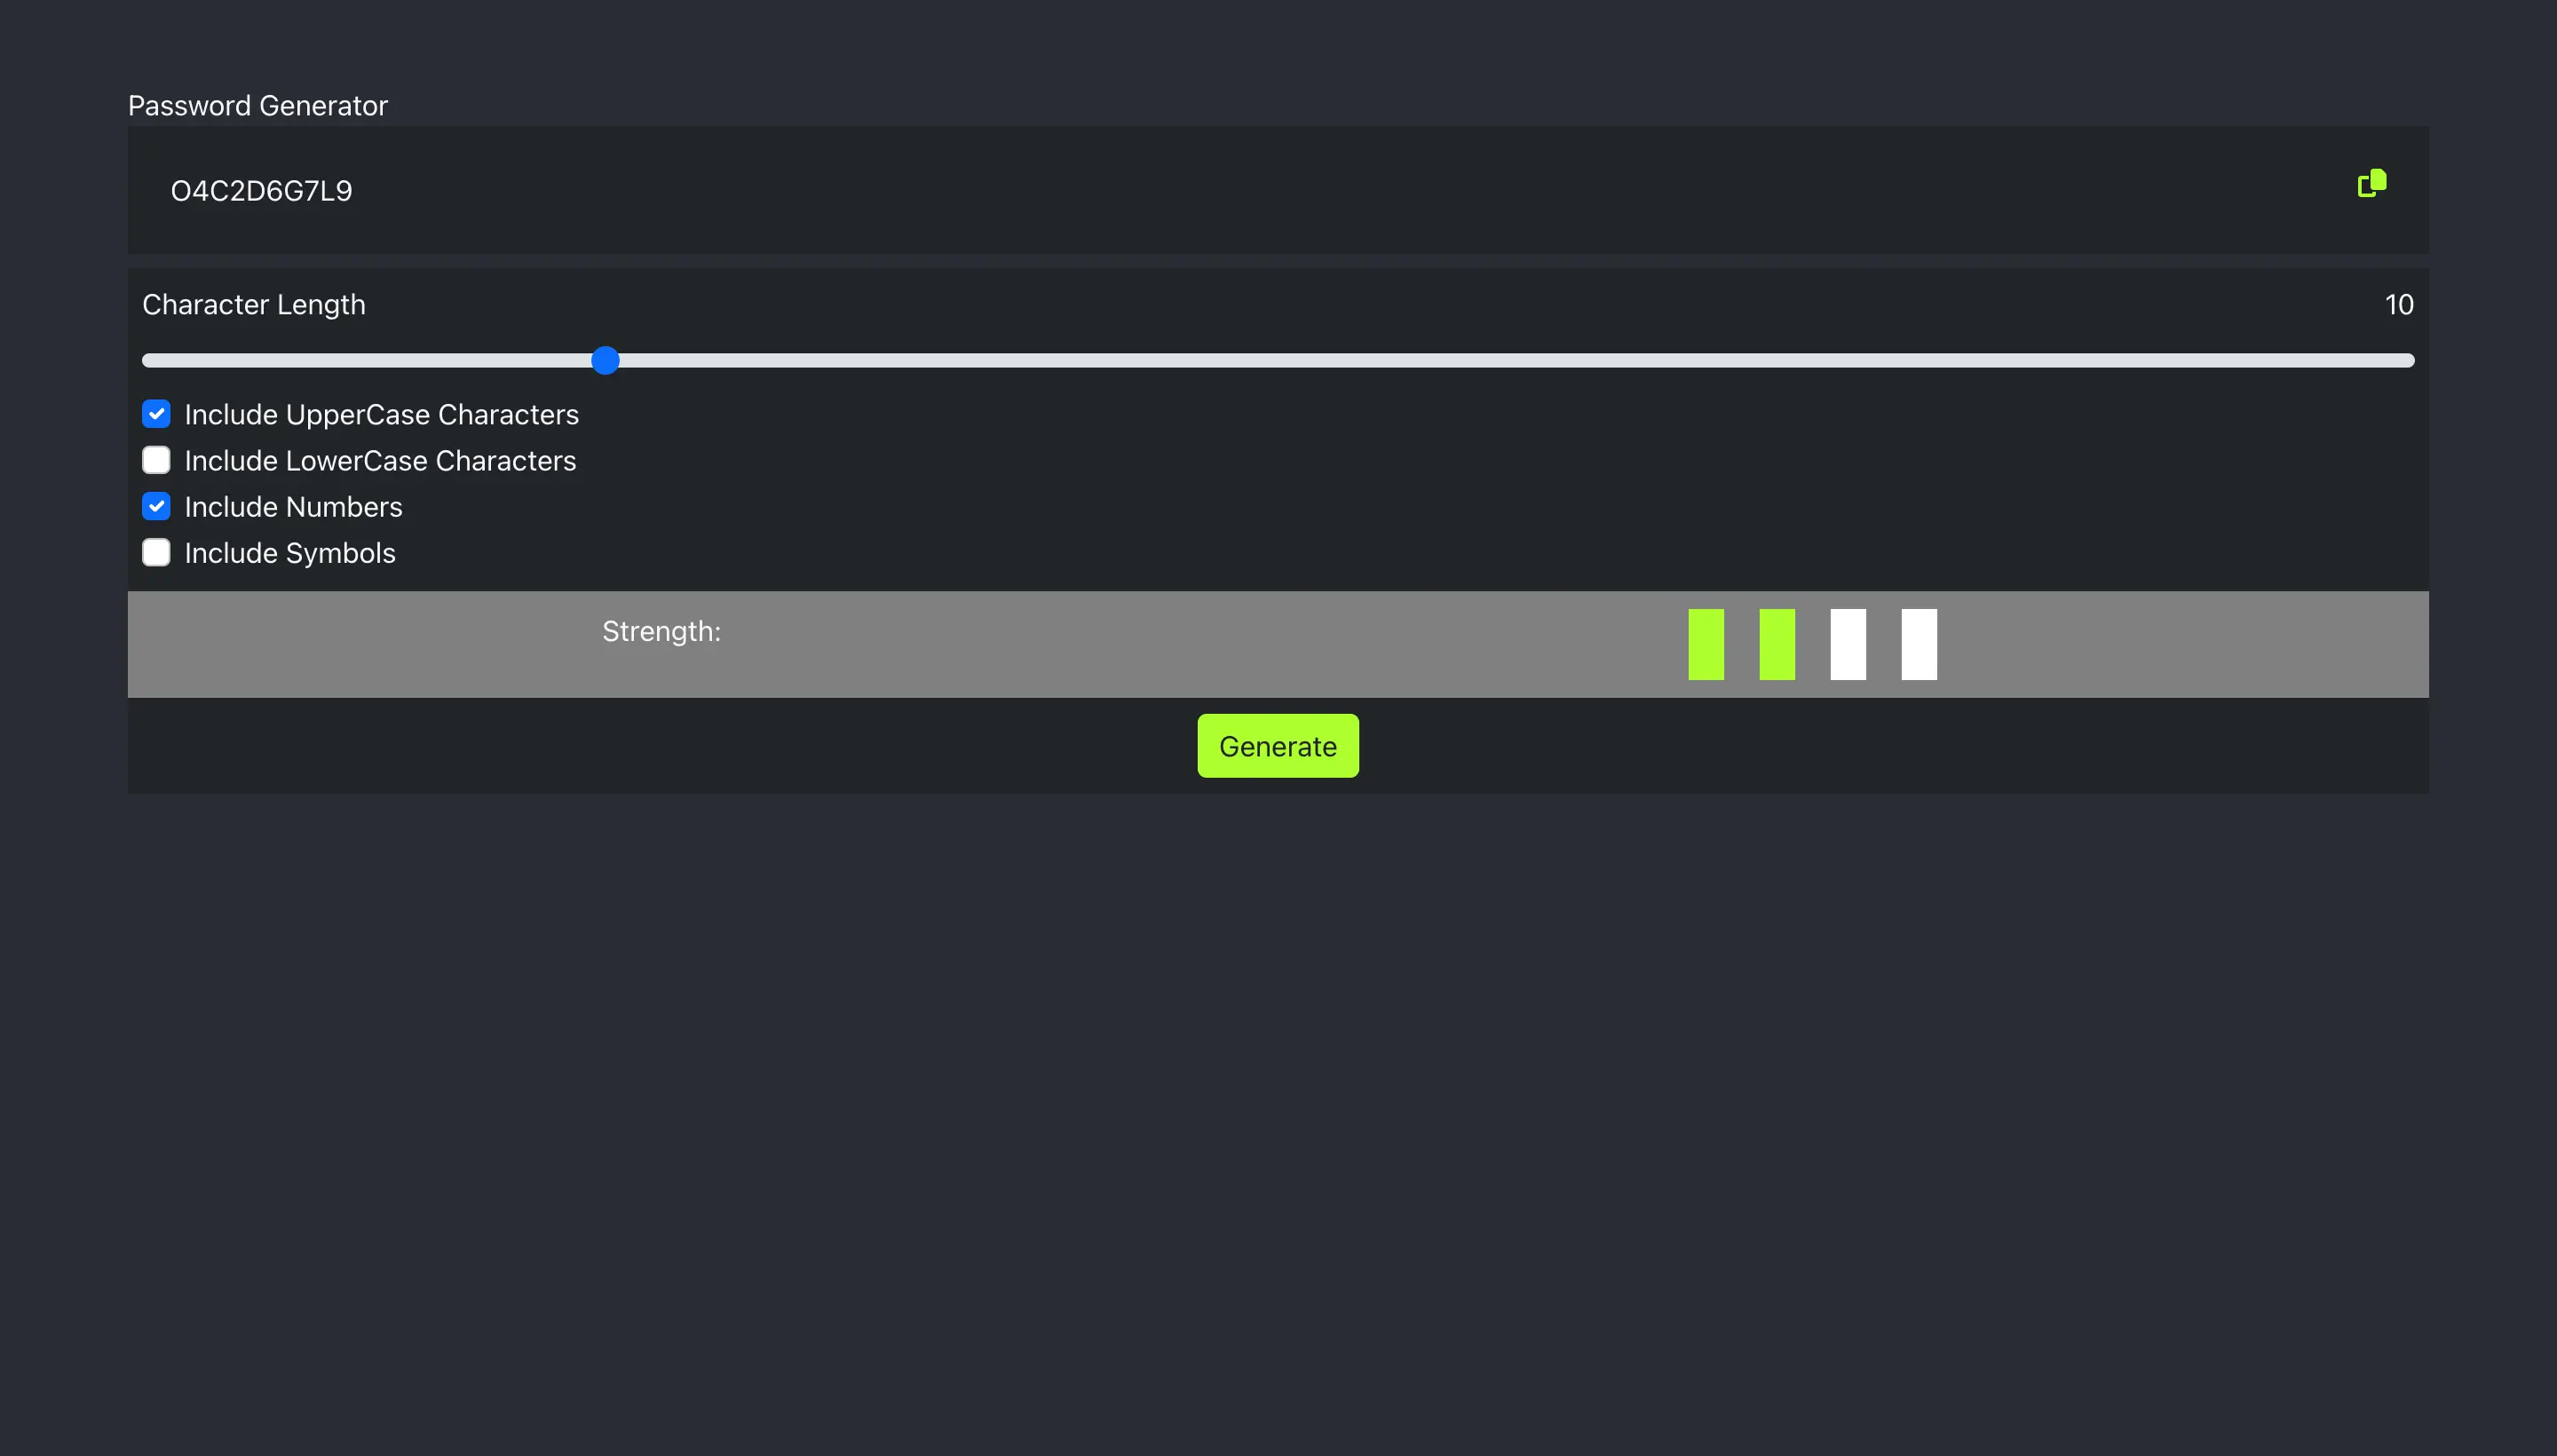 Password Generator
O4C2D6G7L9
Character Length 10
Include UpperCase Characters
Include LowerCase Characters
Include Numbers
Include Symbols
Strength:
Generate